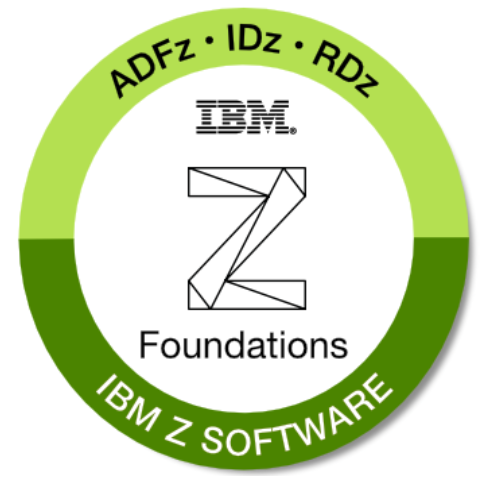 ADFz · IDz · RDz
IBM®
Z
Foundations
IBM Z SOFTWARE